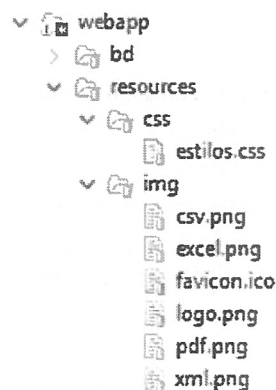 webapp
bd
resources
css
estilos.css
img
csv.png
excel.png
favicon.ico
logo.png
pdf.png
xml.png